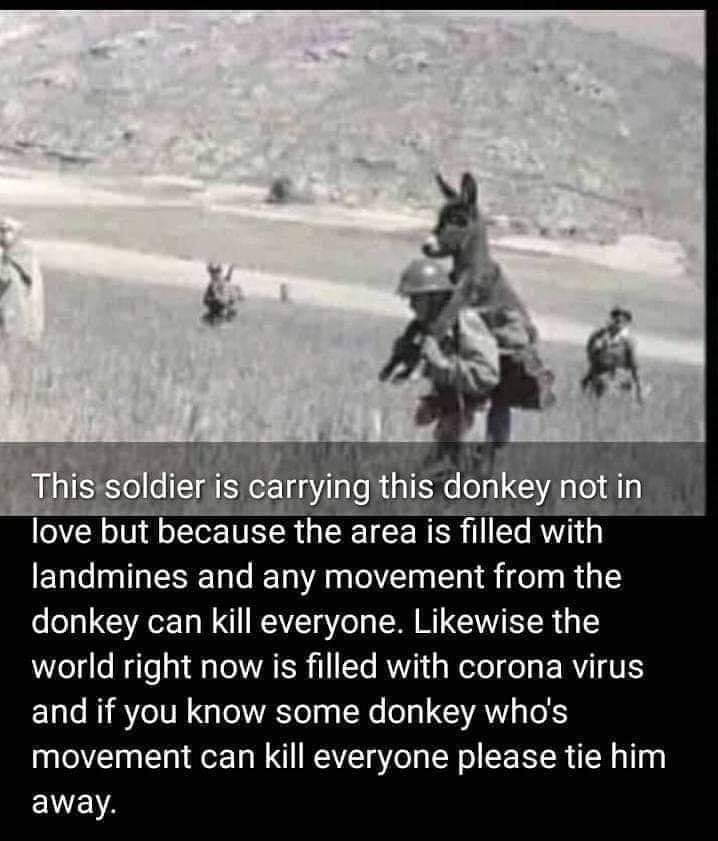 This soldier is carrying this donkey not in
love but because the area is filled with
landmines and any movement from the
donkey can kill everyone. Likewise the
world right now is filled with corona virus
and if you know some donkey who's
movement can kill everyone please tie him
away.